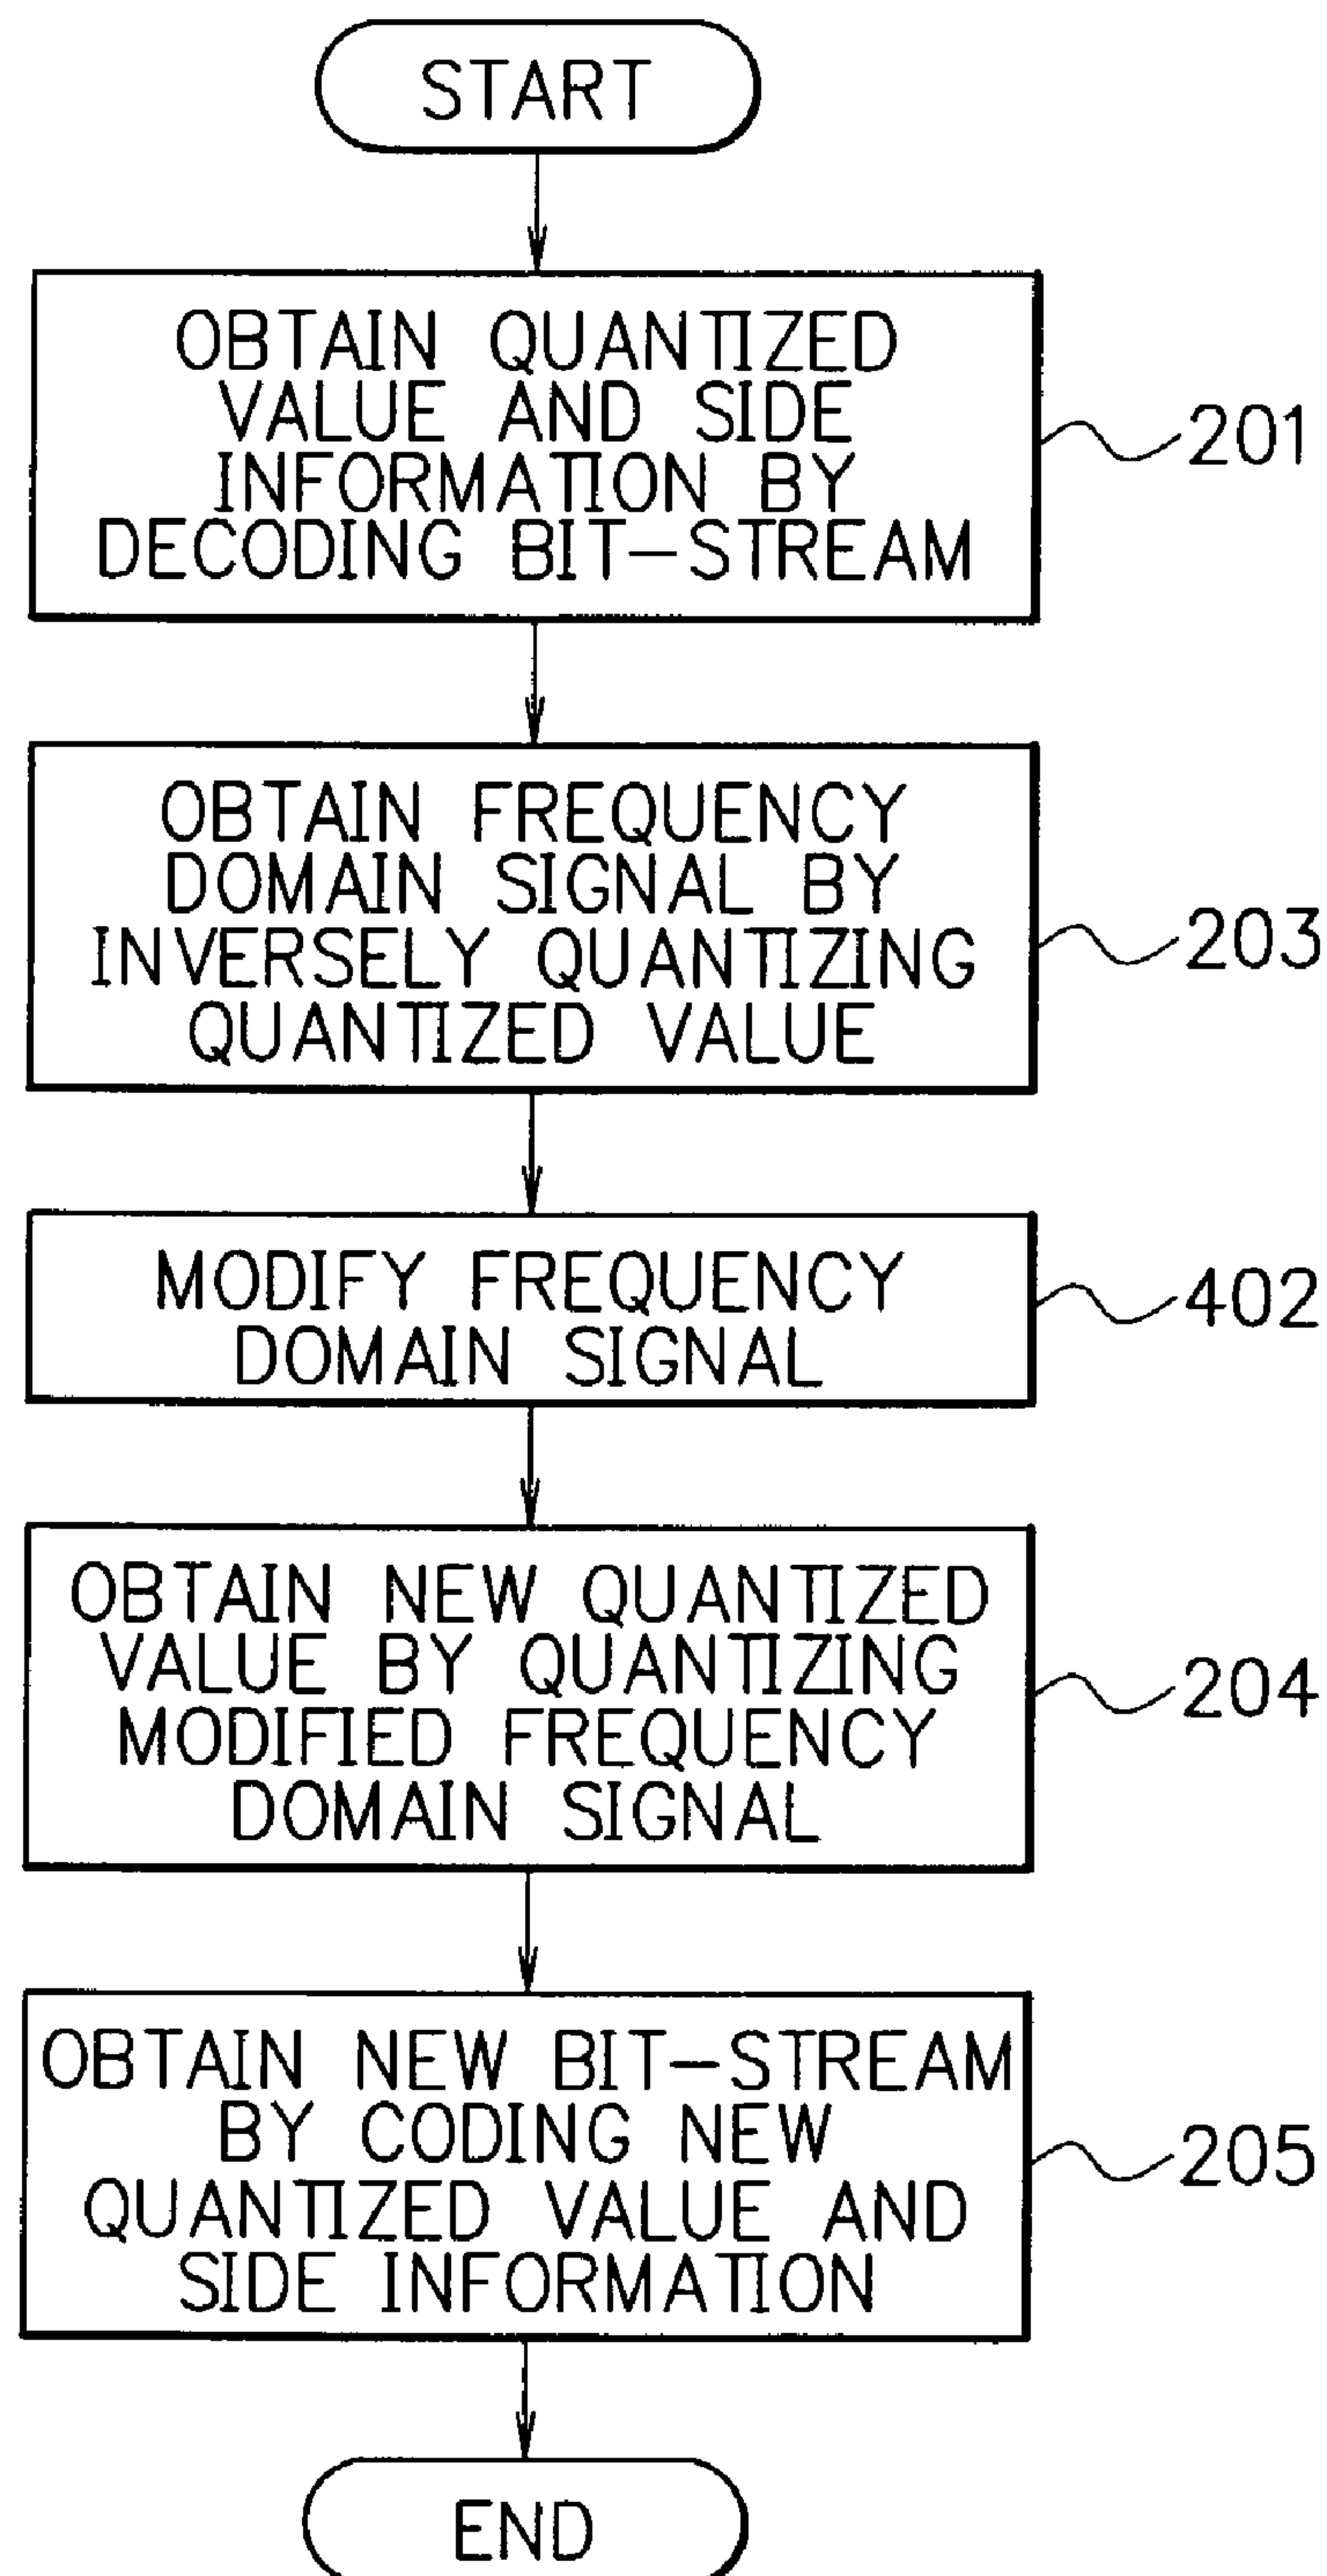 START
OBTAIN QUANTIZED
VALUE AND SIDE
INFORMATION BY
DECODING BIT-STREAM
201
OBTAIN FREQUENCY
DOMAIN SIGNAL BY
INVERSELY QUANTIZING
QUANTIZED VALUE
203
MODIFY FREQUENCY
DOMAIN SIGNAL
402
OBTAIN NEW QUANTIZED
VALUE BY QUANTIZING
MODIFIED FREQUENCY
DOMAIN SIGNAL
204
OBTAIN NEW BIT-STREAM
BY CODING NEW
QUANTIZED VALUE AND
SIDE INFORMATION
205
END